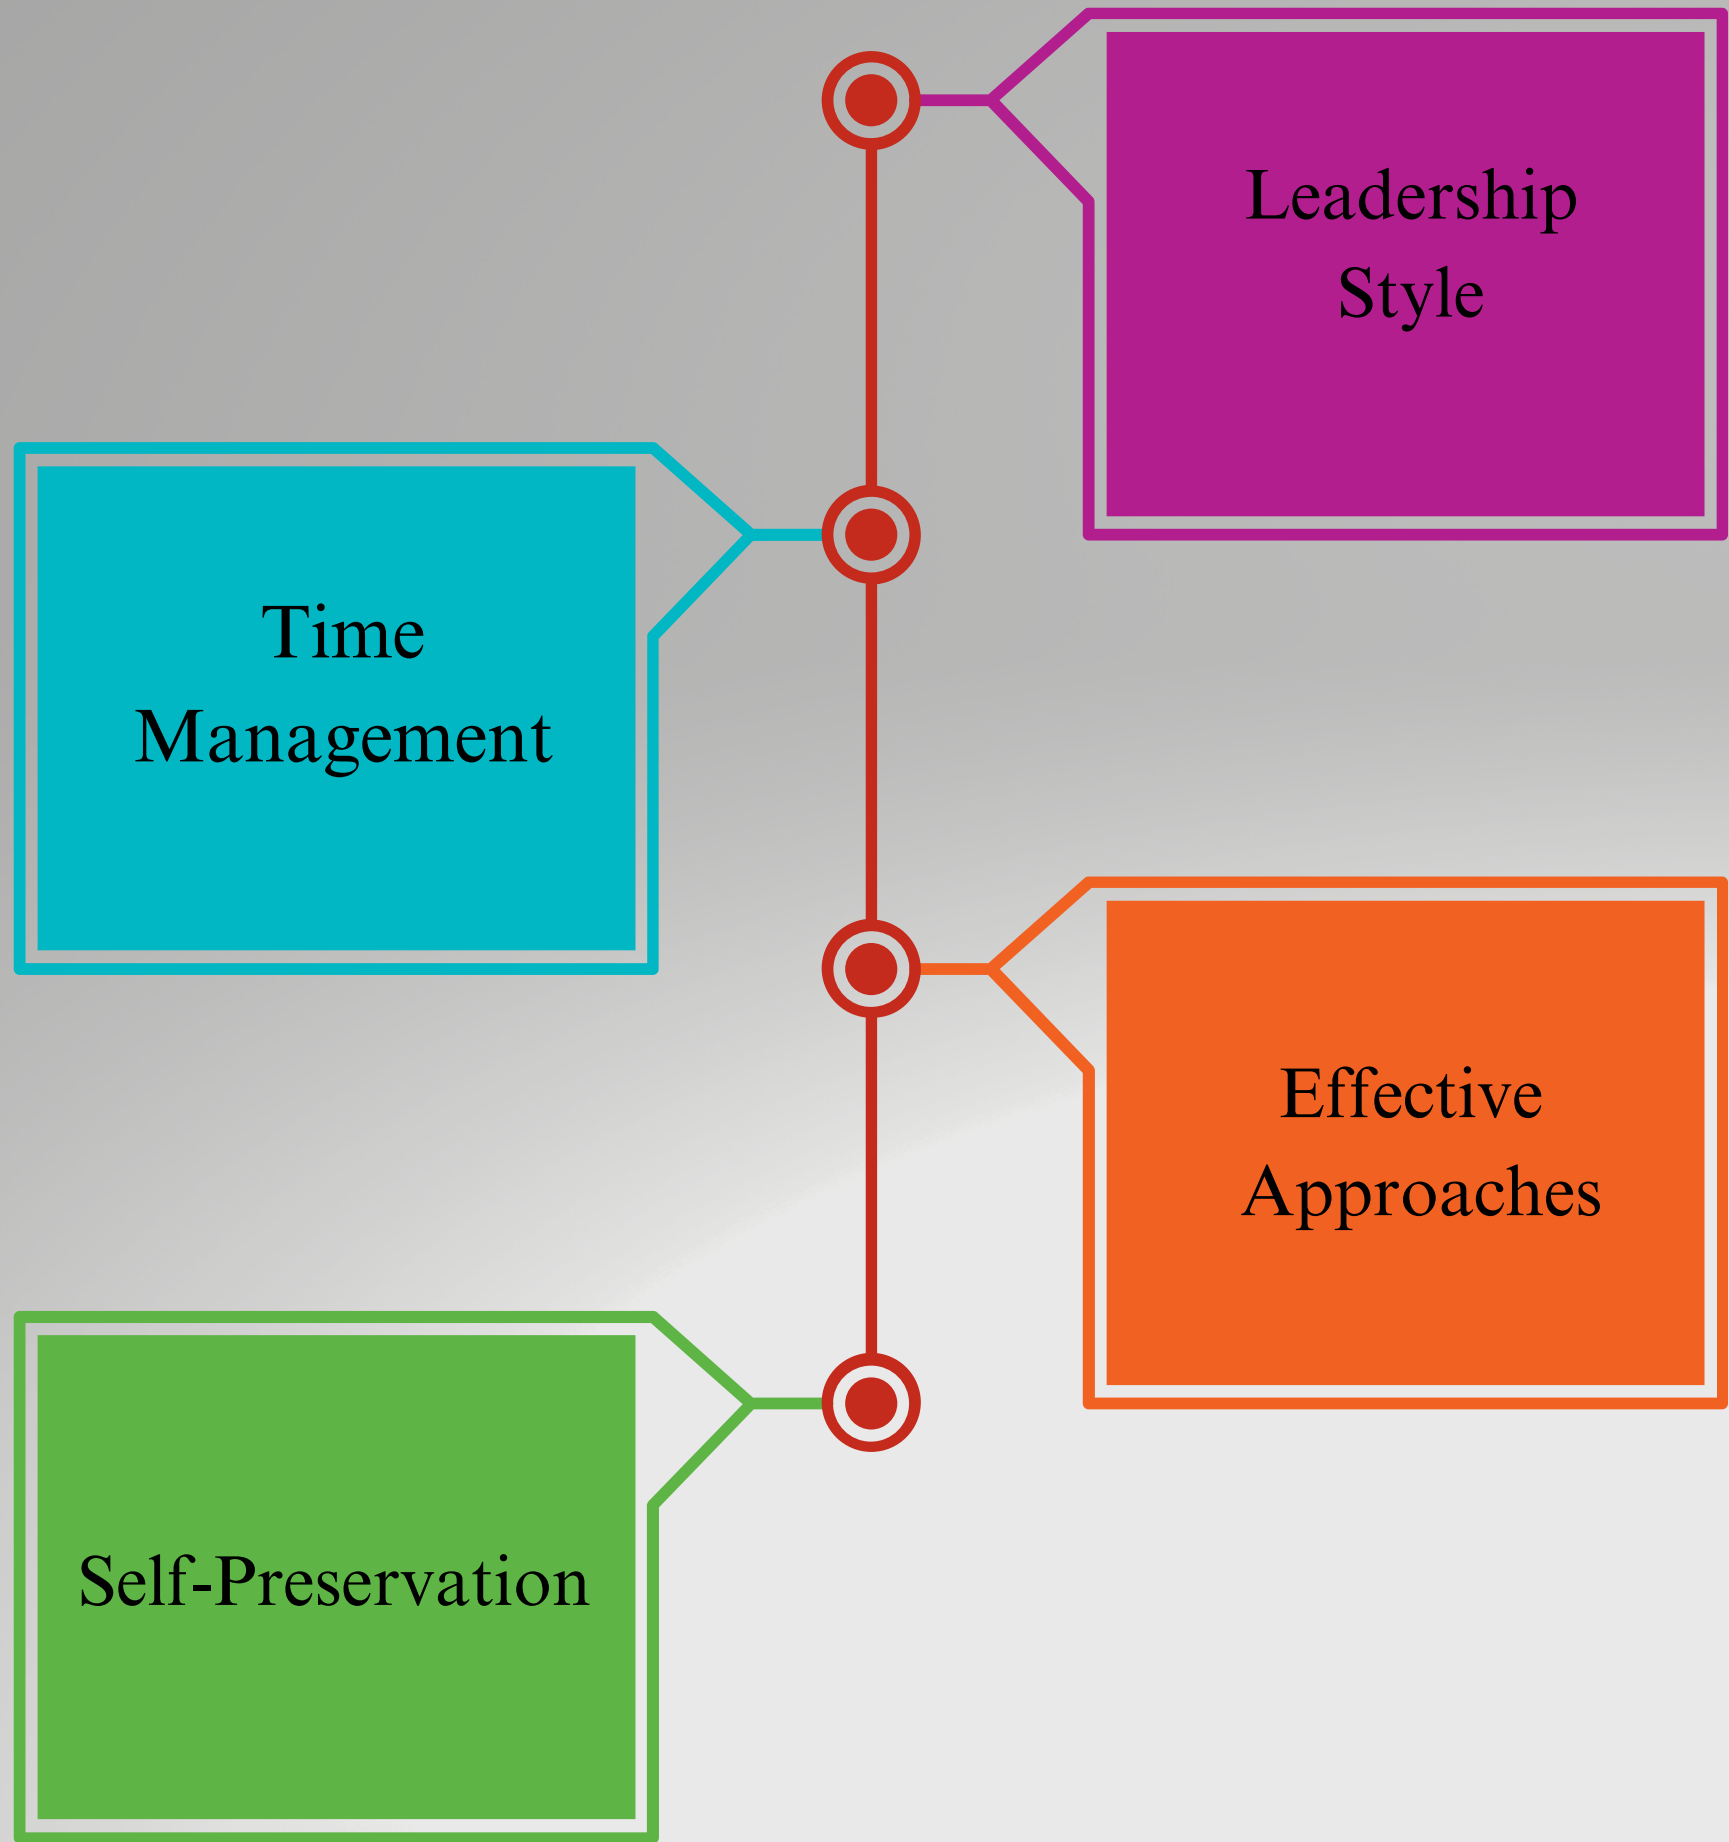 Leadership
Style
Time
Management
Effective
Approaches
Self-Preservation